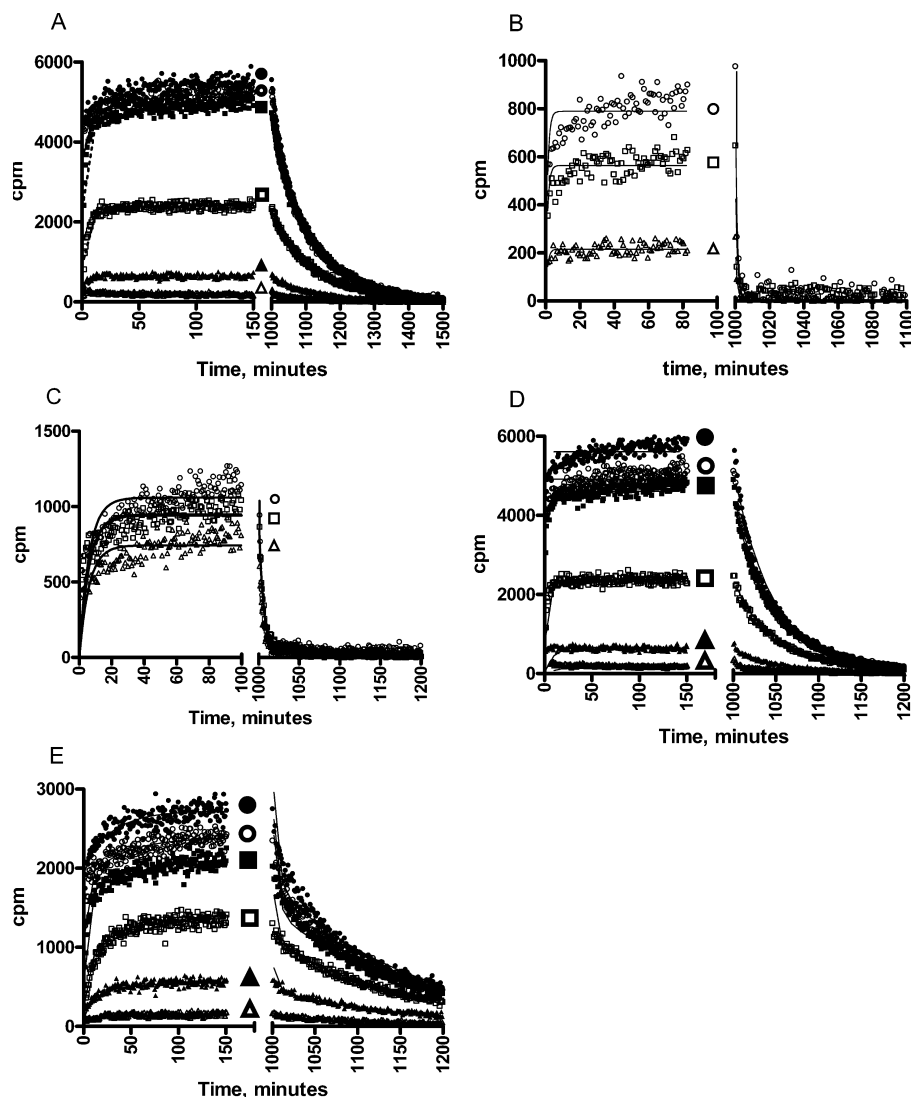 A
6000
4000
2000
0
cpm
0 50 100 150 1000 1100 1200 1300 1400 1500
Time, minutes
B
1000
800
600
400
200
0
cpm
0 20 40 60 80 100 1000 1020 1040 1060 1080 1100
time, minutes
C
1500
1000
500
0
cpm
0 20 40 60 80 100 1000 1050 1100 1150 1200
Time, minutes
D
6000
4000
2000
0
cpm
0 50 100 150 1000 1050 1100 1150 1200
Time, minutes
E
3000
2000
1000
0
cpm
0 50 100 150 1000 1050 1100 1150 1200
Time, minutes